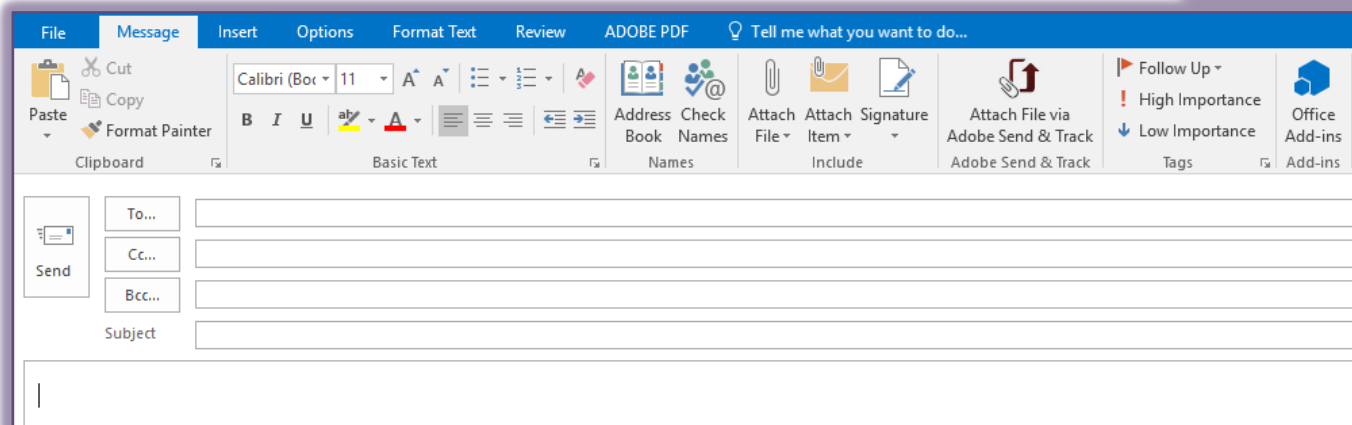 File Message Insert Options Format Text Review ADOBE PDF Tell me what you want to do...
Cut
Copy
Paste
Format Painter
Clipboard
Calibri (Boc 11
A A
B I U aby A
Basic Text
Address Book
Check Names
Names
Attach File
Attach Item
Signature
Include
Attach File via
Adobe Send & Track
Adobe Send & Track
Follow Up
High Importance
Low Importance
Tags
Office
Add-ins
Add-ins
Send
To...
Cc...
Bcc...
Subject